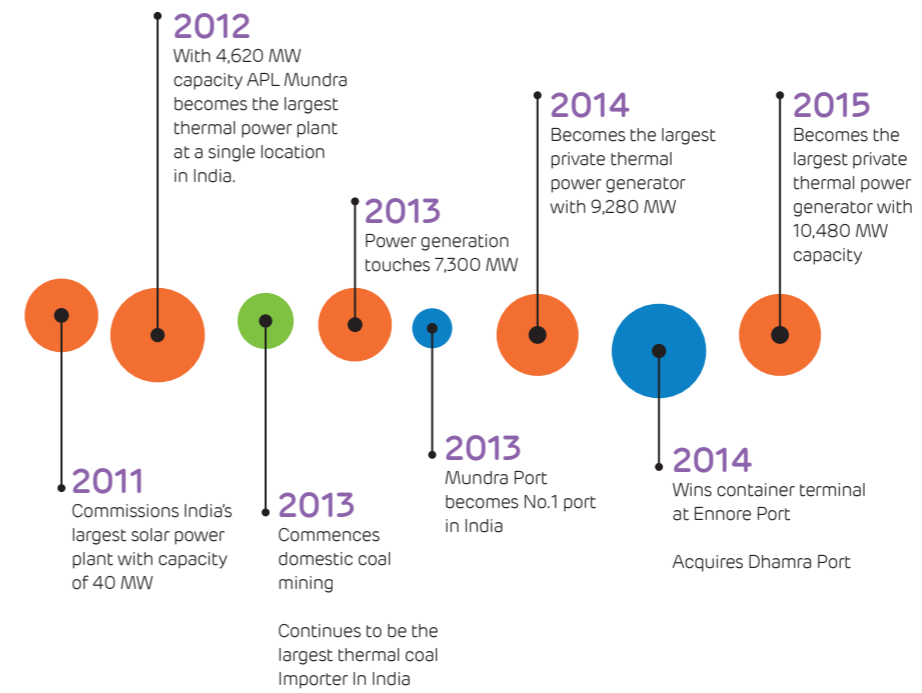 2012
With 4,620 MW
capacity APL Mundra
becomes the largest
thermal power plant
at a single location
in India.
2014
Becomes the largest
private thermal
power generator
with 9,280 MW
2015
Becomes the
largest private
thermal power
generator with
10,480 MW
capacity
2013
Power generation
touches 7,300 MW
2011
Commissions India's
largest solar power
plant with capacity
of 40 MW
2013
Commences
domestic coal
mining
Continues to be the
largest thermal coal
Importer In India
2013
Mundra Port
becomes No.1 port
in India
2014
Wins container terminal
at Ennore Port
Acquires Dhamra Port